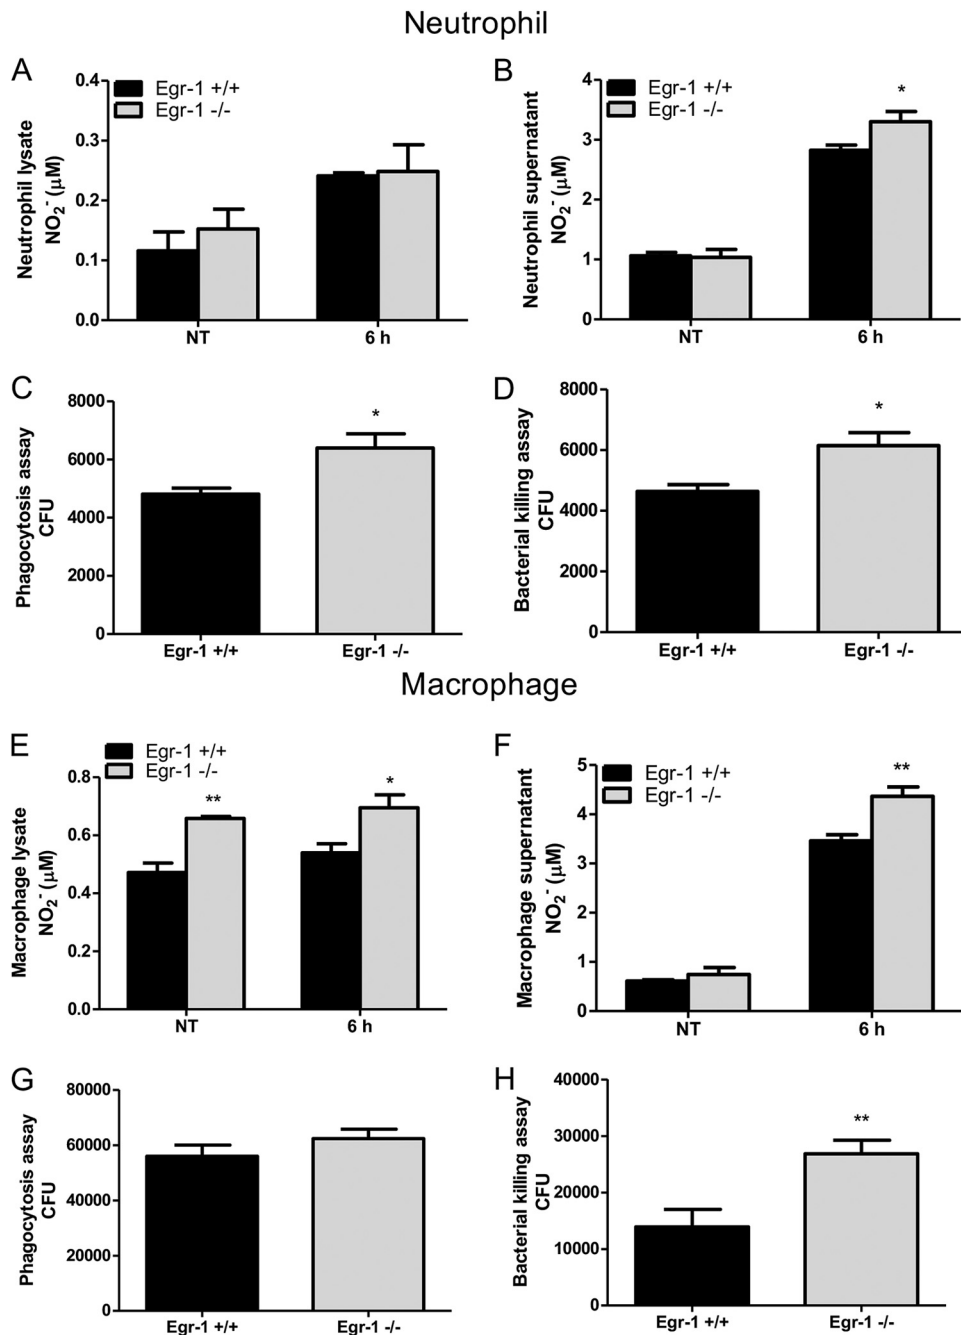 Neutrophil
A
Egr-1 +/+
Egr-1 -/-
Neutrophil lysate
NO₂⁻ (μM)
0.4
0.3
0.2
0.1
0.0
NT
6 h
B
Egr-1 +/+
Egr-1 -/-
Neutrophil supernatant
NO₂⁻ (μM)
4
3
2
1
0
*
NT
6 h
C
Phagocytosis assay
CFU
8000
6000
4000
2000
0
*
Egr-1 +/+
Egr-1 -/-
D
Bacterial killing assay
CFU
8000
6000
4000
2000
0
*
Egr-1 +/+
Egr-1 -/-
Macrophage
E
Egr-1 +/+
Egr-1 -/-
Macrophage lysate
NO₂⁻ (μM)
0.8
0.6
0.4
0.2
0.0
**
*
NT
6 h
F
Egr-1 +/+
Egr-1 -/-
Macrophage supernatant
NO₂⁻ (μM)
5
4
3
2
1
0
**
NT
6 h
G
Phagocytosis assay
CFU
80000
60000
40000
20000
0
Egr-1 +/+
Egr-1 -/-
H
Bacterial killing assay
CFU
40000
30000
20000
10000
0
**
Egr-1 +/+
Egr-1 -/-